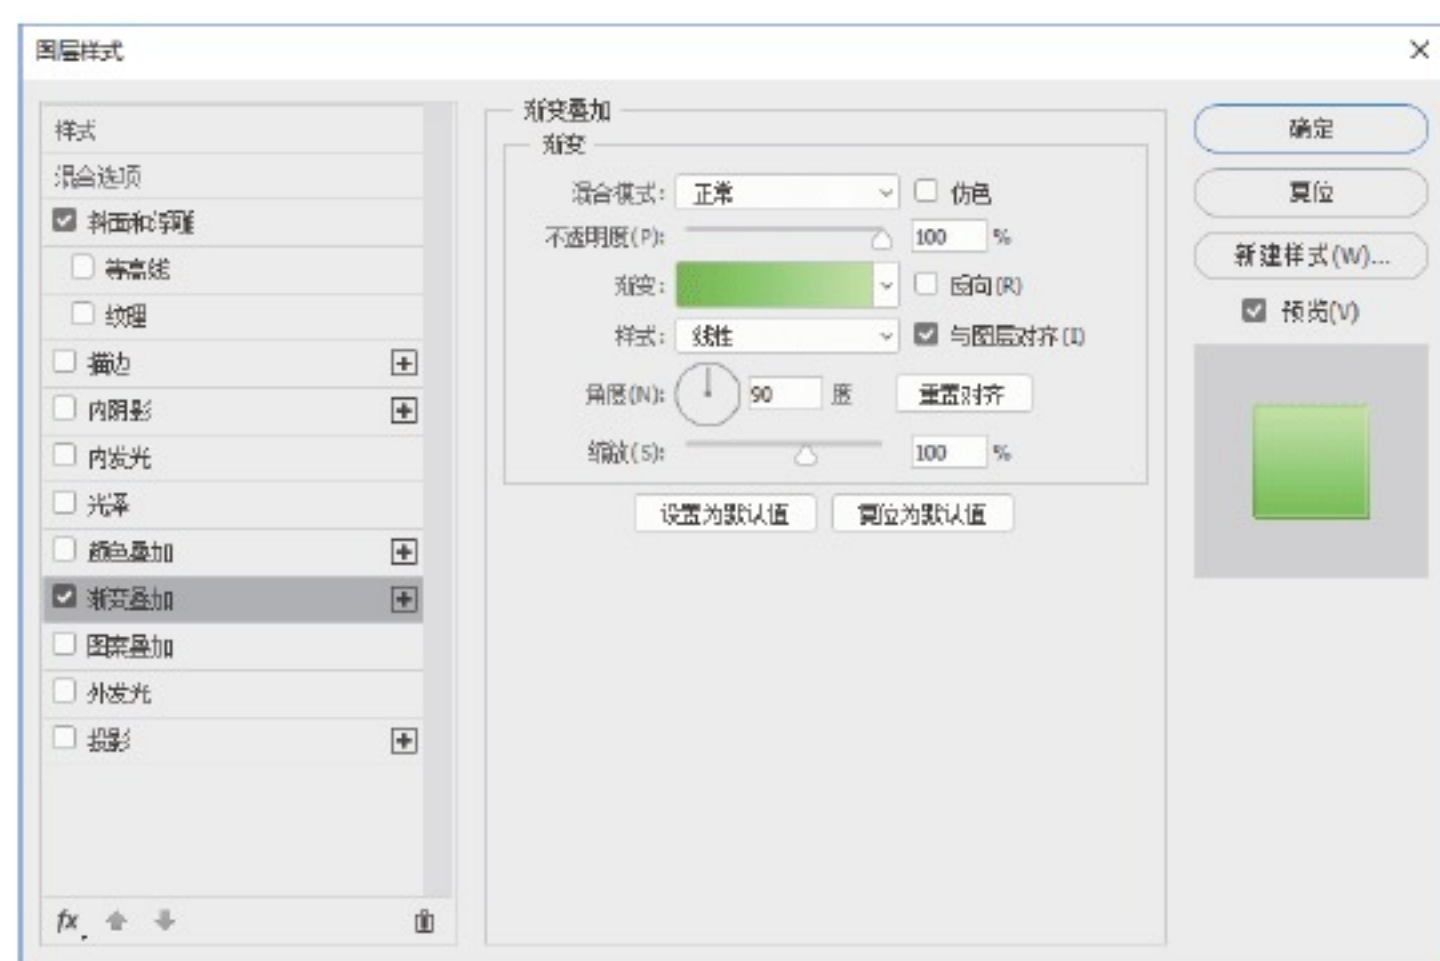 图层样式
样式
混合选项
斜面和浮雕
等高线
纹理
描边
内阴影
内发光
光泽
颜色叠加
渐变叠加
图案叠加
外发光
投影
fx
渐变叠加
渐变
混合模式: 正常 仿色
不透明度(P): 100 %
渐变: 反向(R)
样式: 线性 与图层对齐(I)
角度(N): 90 度 重置对齐
缩放(S): 100 %
设置为默认值 复位为默认值
确定
复位
新建样式(W)...
预览(V)